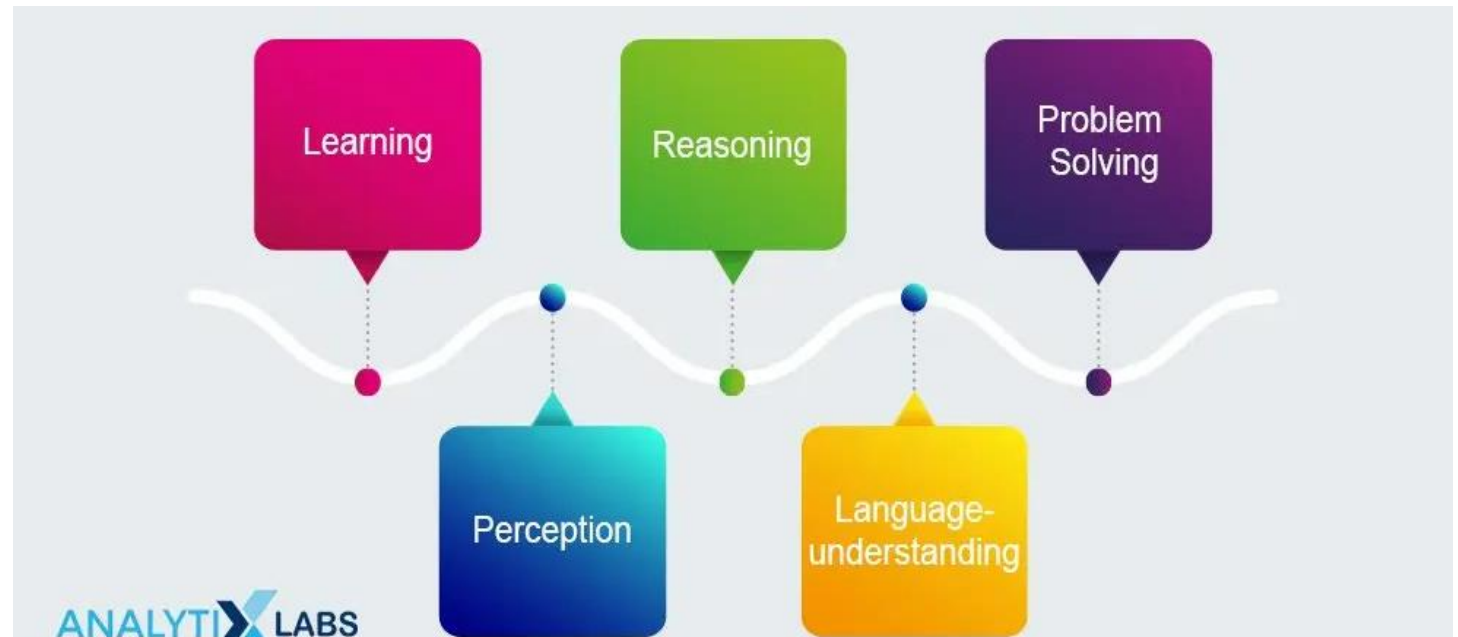 Learning
Reasoning
Problem
Solving
Perception
Language-
understanding
ANALYTIX LABS